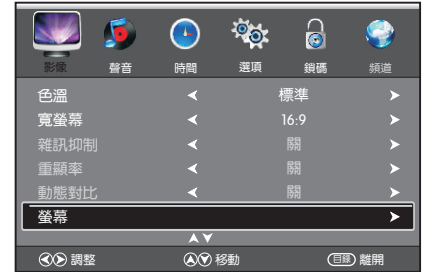 影像 聲音 時間 選項 鎖碼 頻道
色溫 標準
寬螢幕 16:9
雜訊抑制 關
重顯率 關
動態對比 關
螢幕
調整 移動 目錄 離開